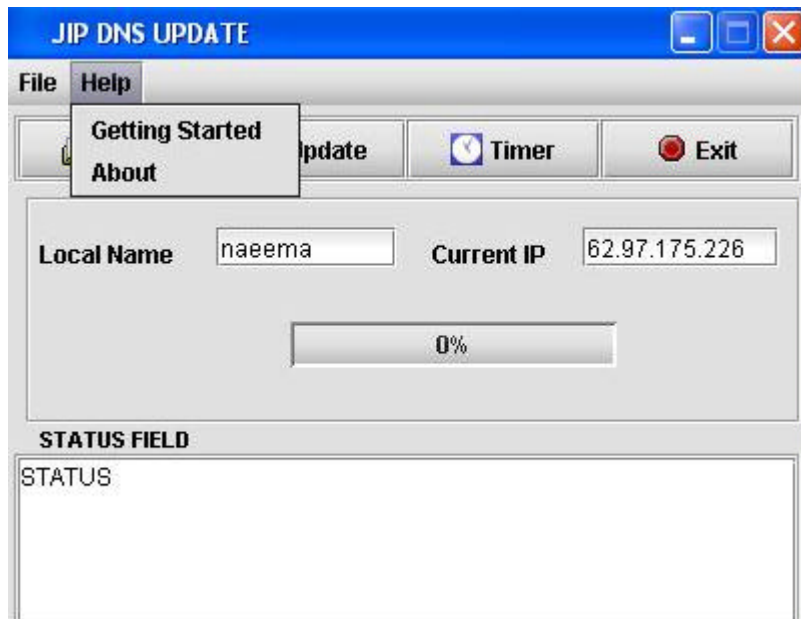 JIP DNS UPDATE
File Help
Getting Started
About
Timer
Exit
Local Name naeema Current IP 62.97.175.226
0%
STATUS FIELD
STATUS